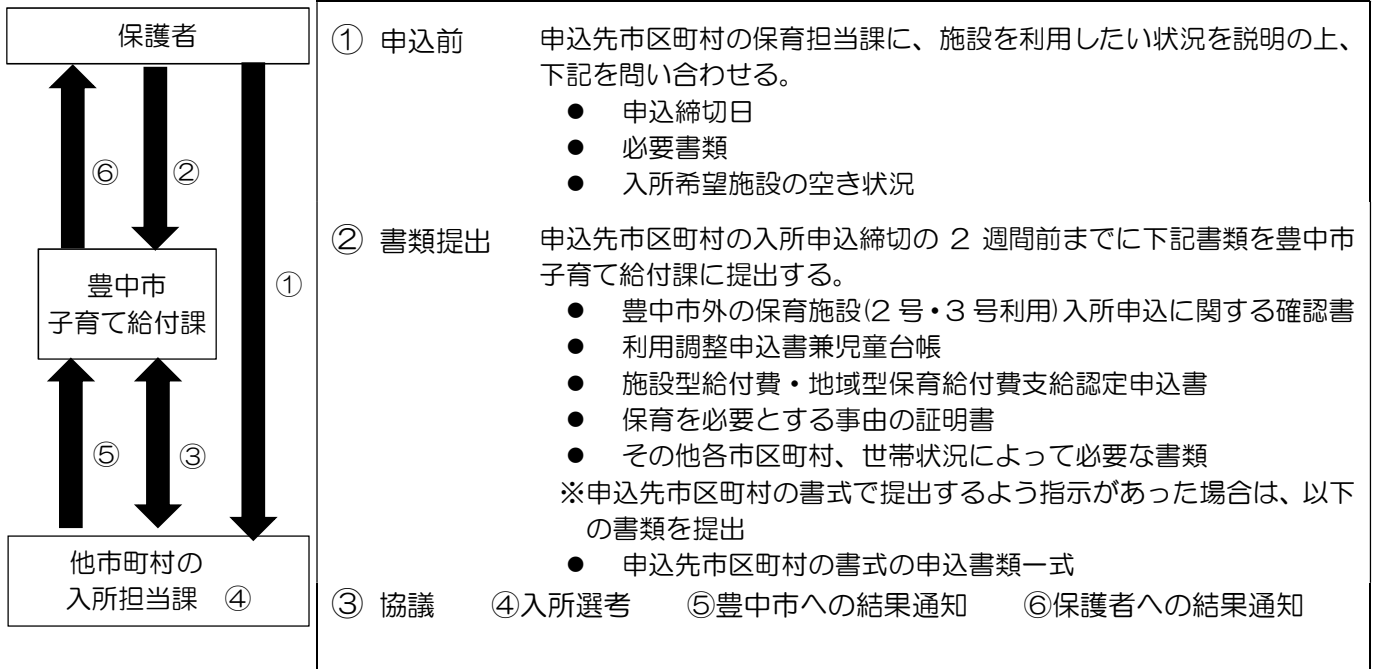 保護者
⑥
②
①
豊中市
子育て給付課
⑤
③
他市町村の
入所担当課 ④
① 申込前 申込先市区町村の保育担当課に、施設を利用したい状況を説明の上、
下記を問い合わせる。
● 申込締切日
● 必要書類
● 入所希望施設の空き状況
② 書類提出 申込先市区町村の入所申込締切の 2 週間前までに下記書類を豊中市
子育て給付課に提出する。
● 豊中市外の保育施設(2号・3号利用)入所申込に関する確認書
● 利用調整申込書兼児童台帳
● 施設型給付費・地域型保育給付費支給認定申込書
● 保育を必要とする事由の証明書
● その他各市区町村、世帯状況によって必要な書類
※申込先市区町村の書式で提出するよう指示があった場合は、以下
の書類を提出
● 申込先市区町村の書式の申込書類一式
③ 協議 ④入所選考 ⑤豊中市への結果通知 ⑥保護者への結果通知